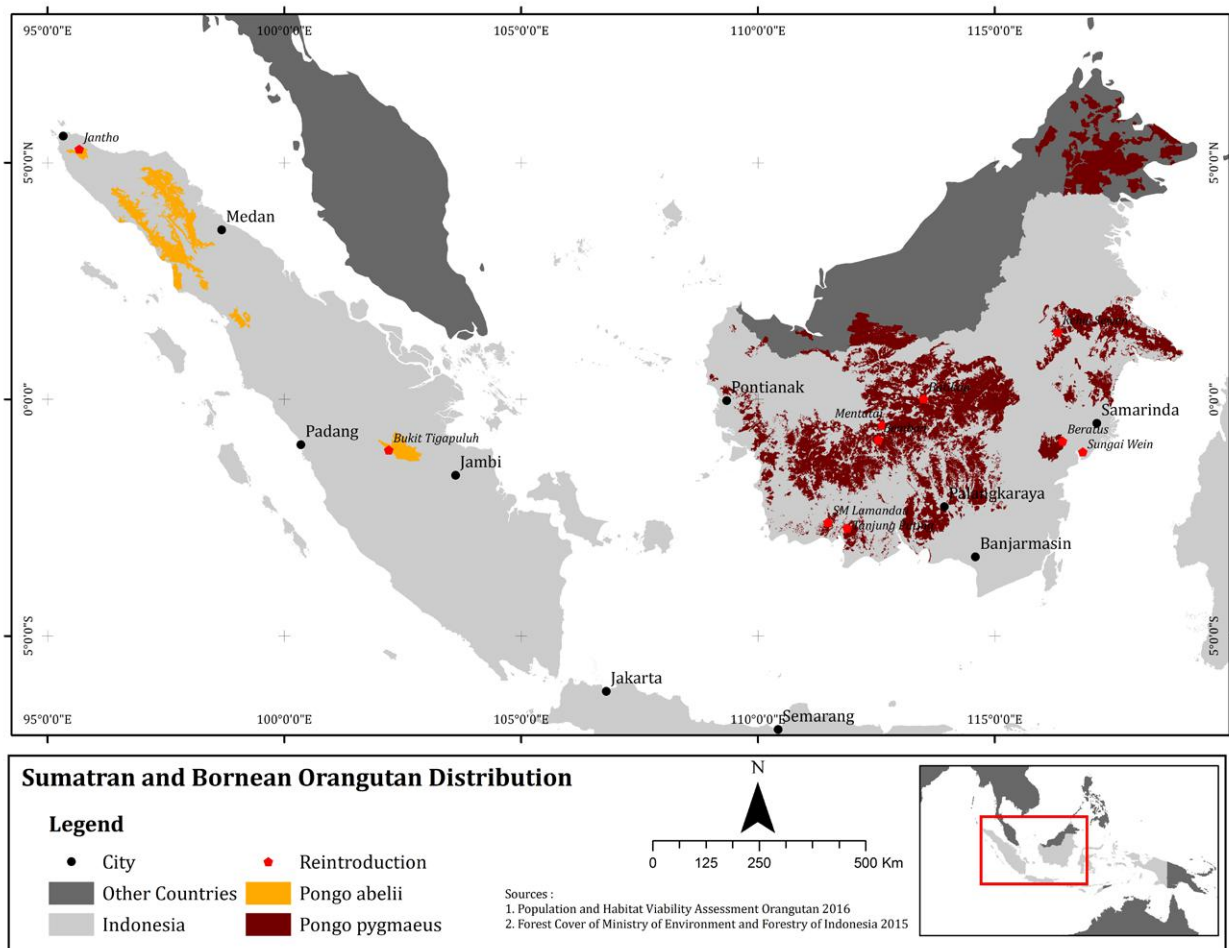 95°0'0"E
100°0'0"E
105°0'0"E
110°0'0"E
115°0'0"E
5°0'0"N
5°0'0"N
Jantho
Medan
0°0'0"
Pontianak
Mentatai
Samarinda
0°0'0"
Padang
Bukit Tigapuluh
Jambi
Beratus
Sungai Wein
Palangkaraya
SM Lamandau
Banjarmasin
5°0'0"S
5°0'0"S
Jakarta
Semarang
95°0'0"E
100°0'0"E
105°0'0"E
110°0'0"E
115°0'0"E
Sumatran and Bornean Orangutan Distribution
Legend
City
Reintroduction
Other Countries
Pongo abelii
Indonesia
Pongo pygmaeus
N
0 125 250 500 Km
Sources :
1. Population and Habitat Viability Assessment Orangutan 2016
2. Forest Cover of Ministry of Environment and Forestry of Indonesia 2015